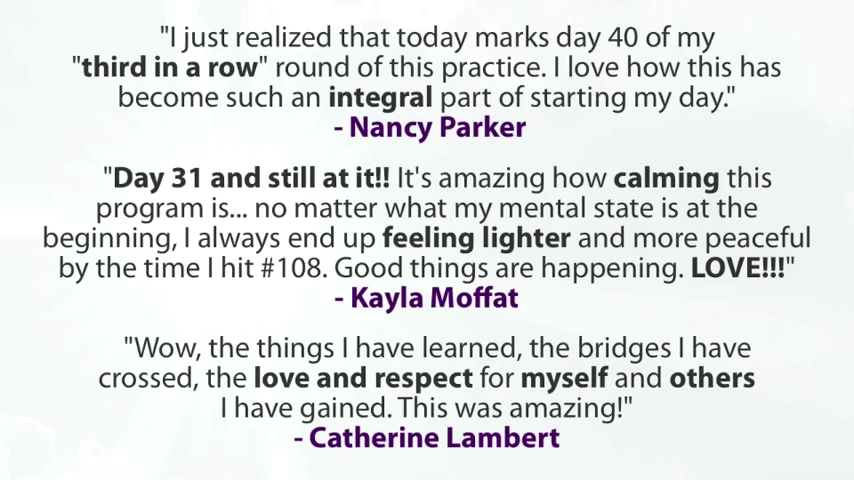 "I just realized that today marks day 40 of my
"third in a row" round of this practice. I love how this has
become such an integral part of starting my day."
- Nancy Parker
"Day 31 and still at it!! It's amazing how calming this
program is... no matter what my mental state is at the
beginning, I always end up feeling lighter and more peaceful
by the time I hit #108. Good things are happening. LOVE!!!"
- Kayla Moffat
"Wow, the things I have learned, the bridges I have
crossed, the love and respect for myself and others
I have gained. This was amazing!"
- Catherine Lambert